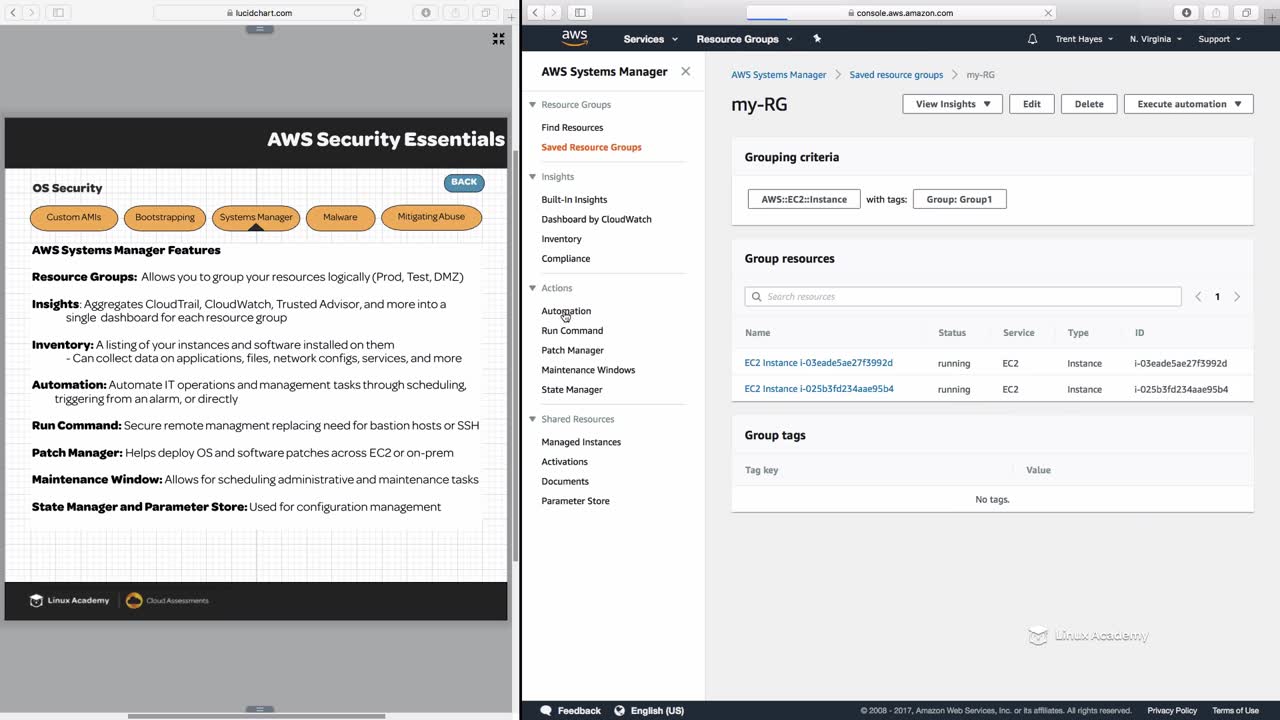 lucidchart.com
AWS Security Essentials
OS Security
BACK
Custom AMIs
Bootstrapping
Systems Manager
Malware
Mitigating Abuse
AWS Systems Manager Features
Resource Groups: Allows you to group your resources logically (Prod, Test, DMZ)
Insights: Aggregates CloudTrail, CloudWatch, Trusted Advisor, and more into a
single dashboard for each resource group
Inventory: A listing of your instances and software installed on them
- Can collect data on applications, files, network configs, services, and more
Automation: Automate IT operations and management tasks through scheduling,
triggering from an alarm, or directly
Run Command: Secure remote managment replacing need for bastion hosts or SSH
Patch Manager: Helps deploy OS and software patches across EC2 or on-prem
Maintenance Window: Allows for scheduling administrative and maintenance tasks
State Manager and Parameter Store: Used for configuration management
Linux Academy
Cloud Assessments
console.aws.amazon.com
aws
Services
Resource Groups
Trent Hayes
N. Virginia
Support
AWS Systems Manager
Resource Groups
Find Resources
Saved Resource Groups
Insights
Built-In Insights
Dashboard by CloudWatch
Inventory
Compliance
Actions
Automation
Run Command
Patch Manager
Maintenance Windows
State Manager
Shared Resources
Managed Instances
Activations
Documents
Parameter Store
AWS Systems Manager > Saved resource groups > my-RG
my-RG
View Insights
Edit
Delete
Execute automation
Grouping criteria
AWS::EC2::Instance with tags: Group: Group1
Group resources
Search resources
1
Name Status Service Type ID
EC2 Instance i-03eade5ae27f3992d running EC2 Instance i-03eade5ae27f3992d
EC2 Instance i-025b3fd234aae95b4 running EC2 Instance i-025b3fd234aae95b4
Group tags
Tag key Value
No tags.
Linux Academy
Feedback
English (US)
© 2008 - 2017, Amazon Web Services, Inc. or its affiliates. All rights reserved.
Privacy Policy
Terms of Use